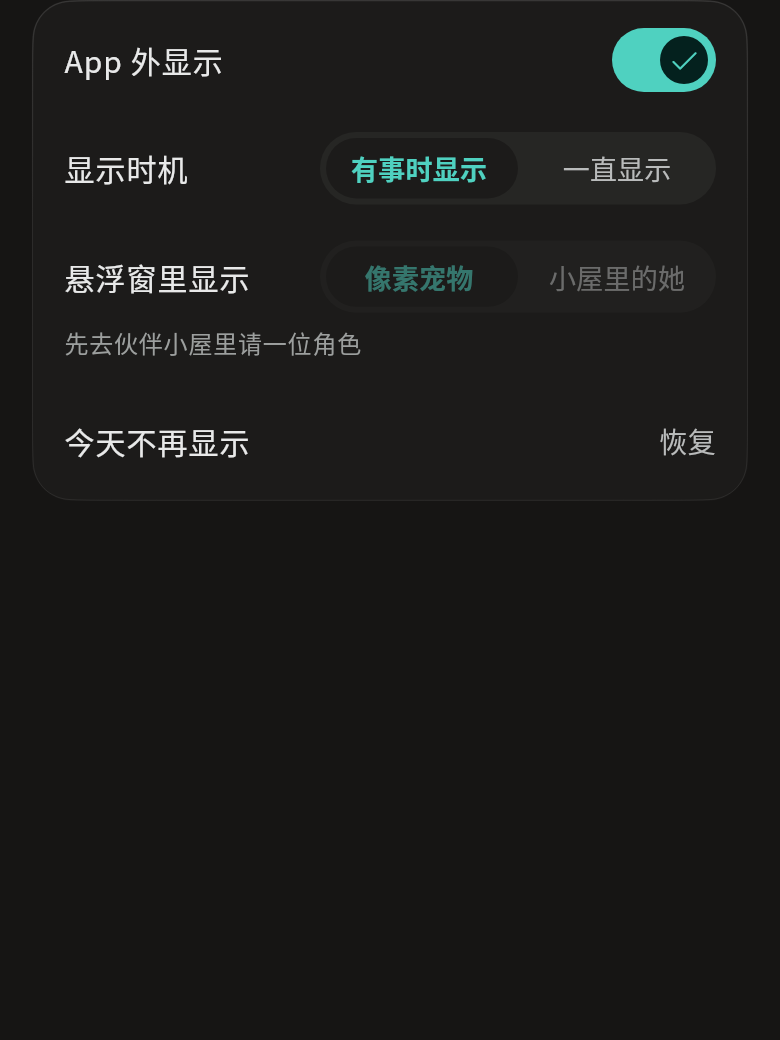 App 外显示
显示时机 有事时显示 一直显示
悬浮窗里显示 像素宠物 小屋里的她
先去伙伴小屋里请一位角色
今天不再显示 恢复